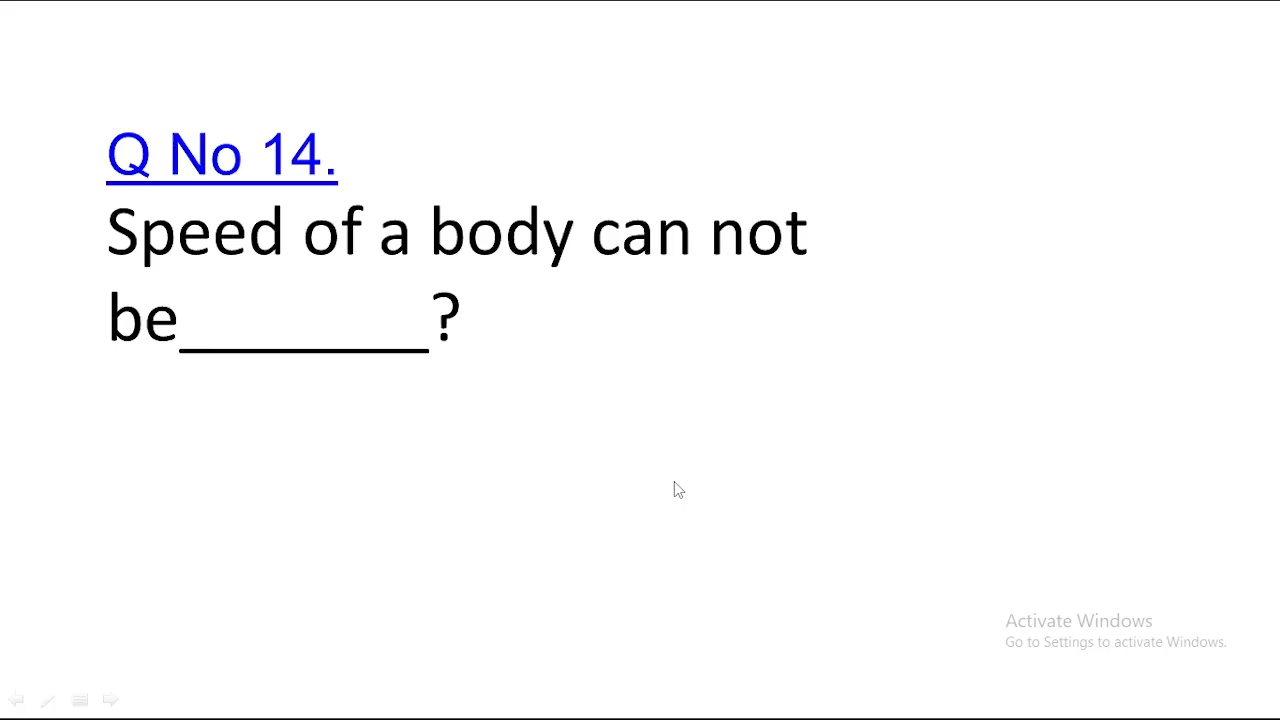 Q No 14.
Speed of a body can not
be________?
Activate Windows
Go to Settings to activate Windows.